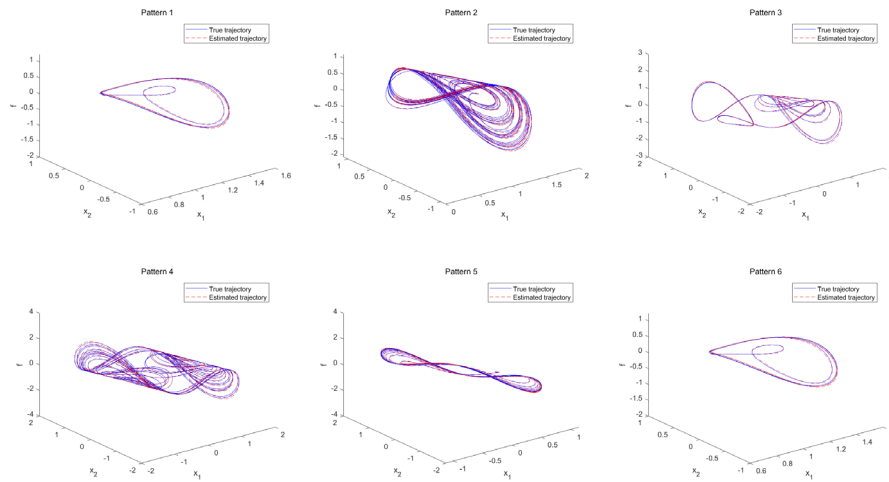 Pattern 1
True trajectory
Estimated trajectory
1
0.5
0
-0.5
-1
-1.5
-2
f
1
0.5
0
-0.5
-1
x2
0.6
0.8
1
1.2
1.4
1.6
x1
Pattern 2
True trajectory
Estimated trajectory
1
0.5
0
-0.5
-1
-1.5
-2
f
1
0.5
0
-0.5
-1
x2
0
0.5
1
1.5
2
x1
Pattern 3
True trajectory
Estimated trajectory
3
2
1
0
-1
-2
-3
f
2
1
0
-1
-2
x2
-2
-1
0
1
x1
Pattern 4
True trajectory
Estimated trajectory
4
2
0
-2
-4
f
2
1
0
-1
-2
x2
-2
-1
0
1
2
x1
Pattern 5
True trajectory
Estimated trajectory
4
2
0
-2
-4
f
1
0
-1
-2
x2
-1
0
1
x1
Pattern 6
True trajectory
Estimated trajectory
1
0.5
0
-0.5
-1
-1.5
-2
f
1
0.5
0
-0.5
-1
x2
0.6
0.8
1
1.2
1.4
x1